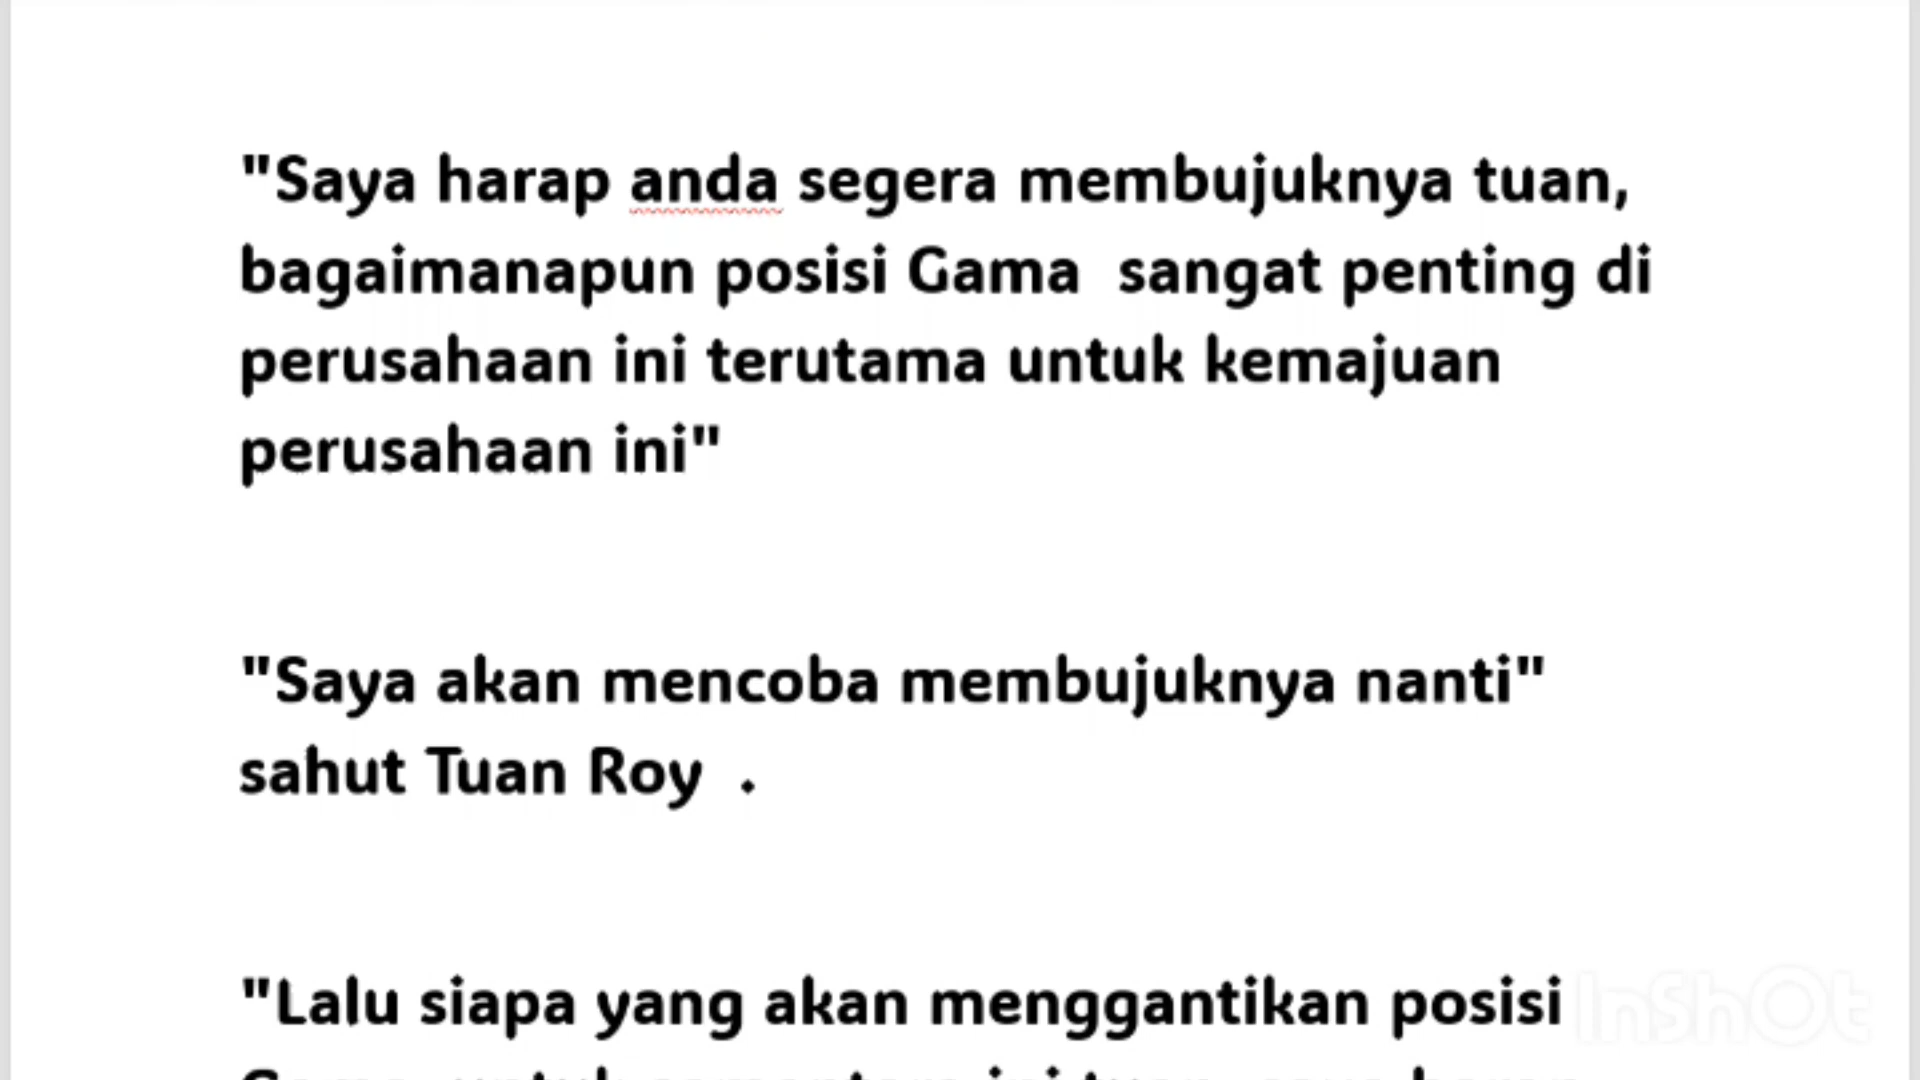 "Saya harap anda segera membujuknya tuan,
bagaimanapun posisi Gama  sangat penting di
perusahaan ini terutama untuk kemajuan
perusahaan ini"
"Saya akan mencoba membujuknya nanti"
sahut Tuan Roy  .
"Lalu siapa yang akan menggantikan posisi
InShOt